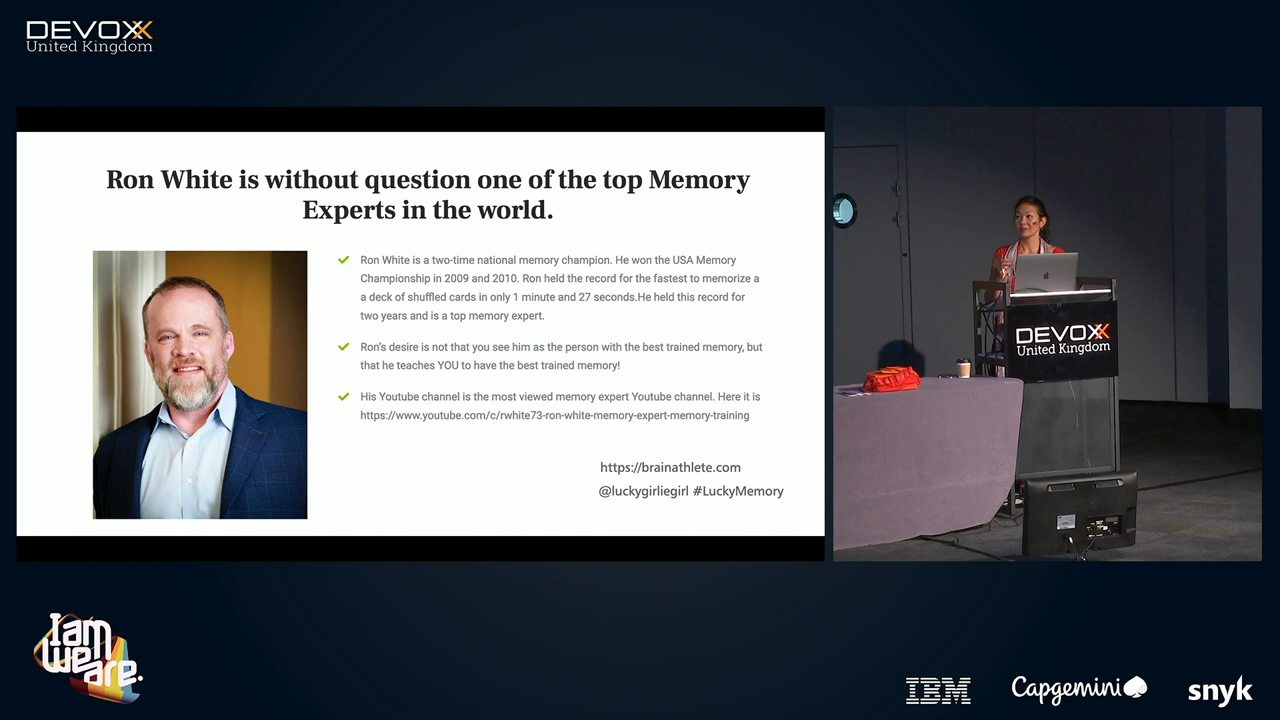 DEVOXX
United Kingdom
Ron White is without question one of the top Memory
Experts in the world.
Ron White is a two-time national memory champion. He won the USA Memory
Championship in 2009 and 2010. Ron held the record for the fastest to memorize a
a deck of shuffled cards in only 1 minute and 27 seconds.He held this record for
two years and is a top memory expert.
Ron's desire is not that you see him as the person with the best trained memory, but
that he teaches YOU to have the best trained memory!
His Youtube channel is the most viewed memory expert Youtube channel. Here it is
https://www.youtube.com/c/rwhite73-ron-white-memory-expert-memory-training
https://brainathlete.com
@luckygirliegirl #LuckyMemory
DEVOXX
United Kingdom
I am
We
are.
IBM
Capgemini
snyk